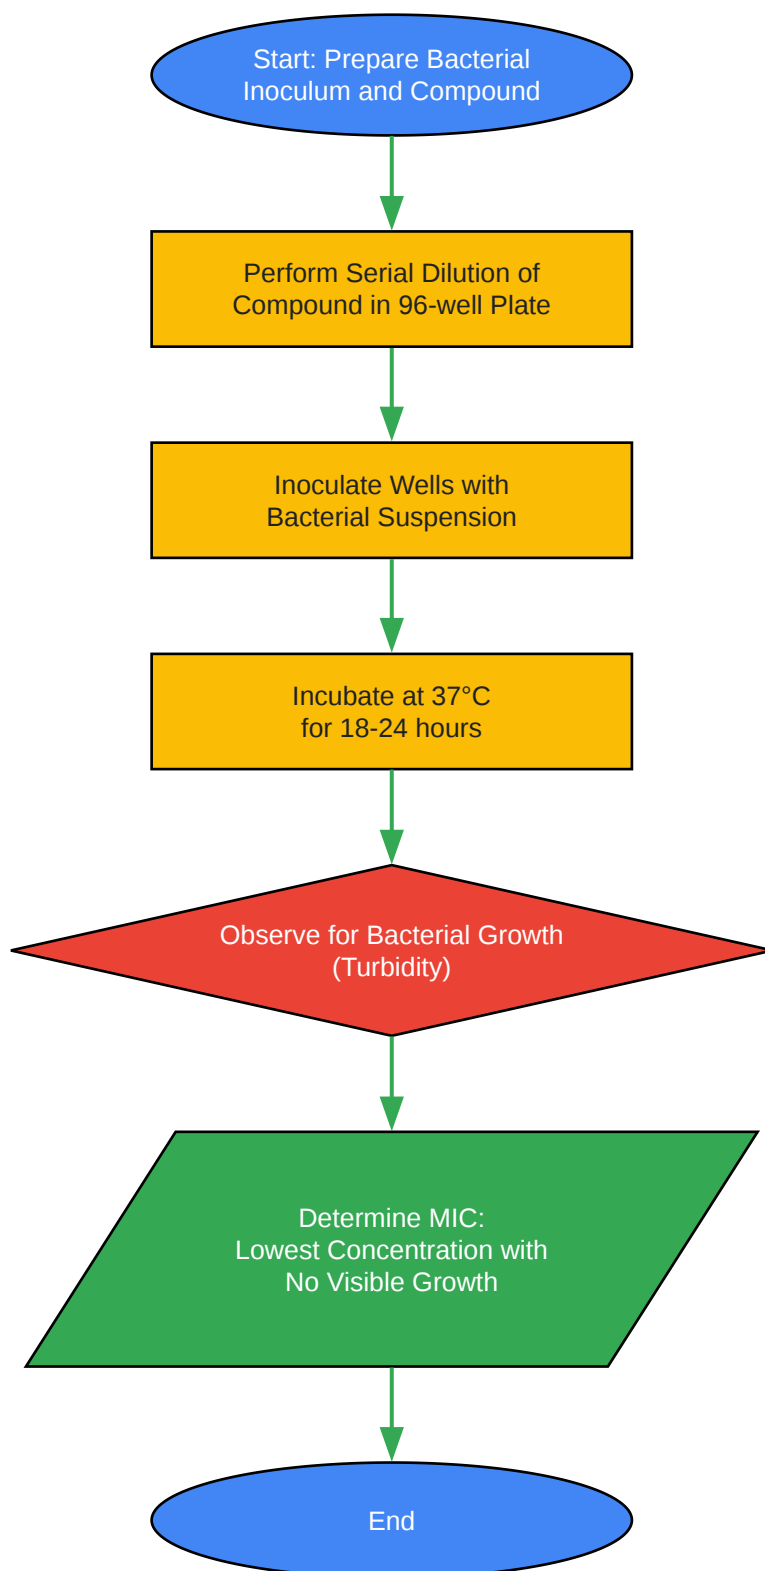 Start: Prepare Bacterial
Inoculum and Compound
Perform Serial Dilution of
Compound in 96-well Plate
Inoculate Wells with
Bacterial Suspension
Incubate at 37°C
for 18-24 hours
Observe for Bacterial Growth
(Turbidity)
Determine MIC:
Lowest Concentration with
No Visible Growth
End